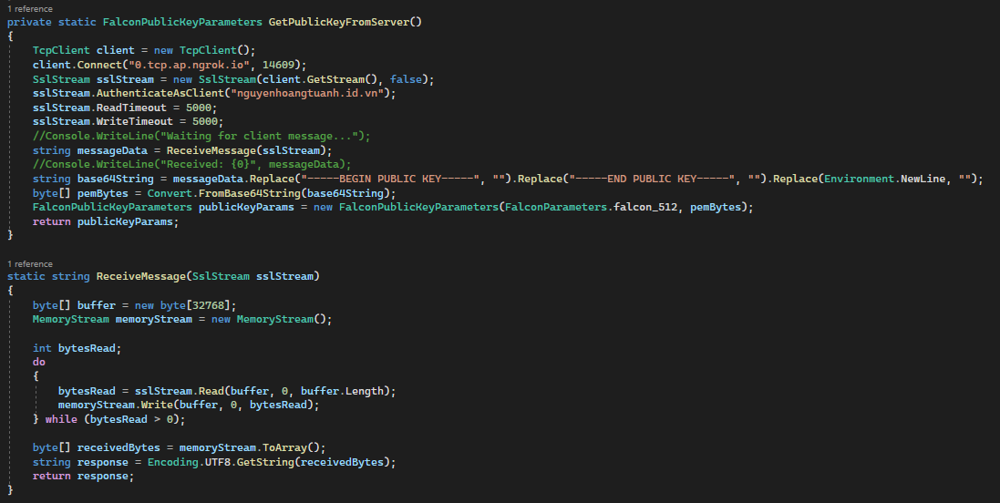 1 reference
private static FalconPublicKeyParameters GetPublicKeyFromServer()
{
    TcpClient client = new TcpClient();
    client.Connect("0.tcp.ap.ngrok.io", 14609);
    SslStream sslStream = new SslStream(client.GetStream(), false);
    sslStream.AuthenticateAsClient("nguyenhoangtuanh.id.vn");
    sslStream.ReadTimeout = 5000;
    sslStream.WriteTimeout = 5000;
    //Console.WriteLine("Waiting for client message...");
    string messageData = ReceiveMessage(sslStream);
    //Console.WriteLine("Received: {0}", messageData);
    string base64String = messageData.Replace("-----BEGIN PUBLIC KEY-----", "").Replace("-----END PUBLIC KEY-----", "").Replace(Environment.NewLine, "");
    byte[] pemBytes = Convert.FromBase64String(base64String);
    FalconPublicKeyParameters publicKeyParams = new FalconPublicKeyParameters(FalconParameters.falcon_512, pemBytes);
    return publicKeyParams;
}
1 reference
static string ReceiveMessage(SslStream sslStream)
{
    byte[] buffer = new byte[32768];
    MemoryStream memoryStream = new MemoryStream();
    int bytesRead;
    do
    {
        bytesRead = sslStream.Read(buffer, 0, buffer.Length);
        memoryStream.Write(buffer, 0, bytesRead);
    } while (bytesRead > 0);
    byte[] receivedBytes = memoryStream.ToArray();
    string response = Encoding.UTF8.GetString(receivedBytes);
    return response;
}